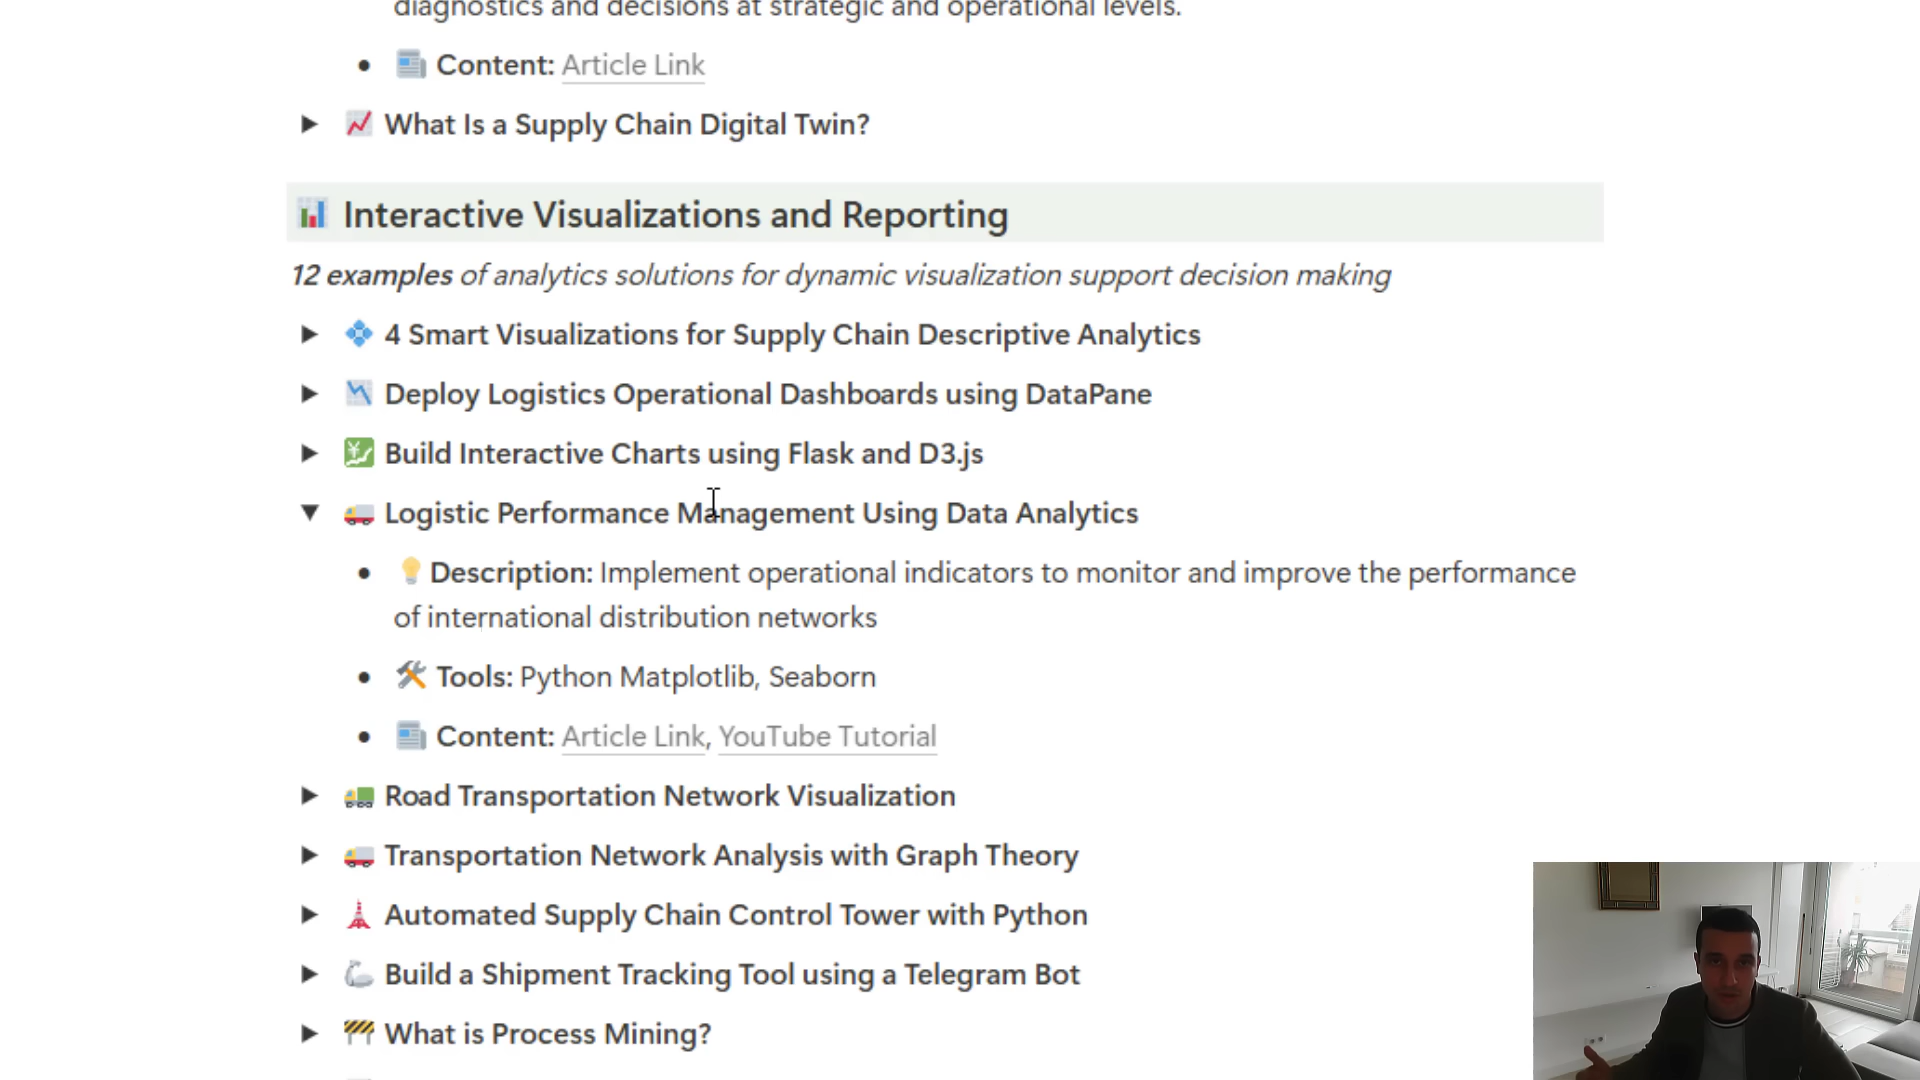 diagnostics and decisions at strategic and operational levels.
Content: Article Link
What Is a Supply Chain Digital Twin?
Interactive Visualizations and Reporting
12 examples of analytics solutions for dynamic visualization support decision making
4 Smart Visualizations for Supply Chain Descriptive Analytics
Deploy Logistics Operational Dashboards using DataPane
Build Interactive Charts using Flask and D3.js
Logistic Performance Management Using Data Analytics
Description: Implement operational indicators to monitor and improve the performance
of international distribution networks
Tools: Python Matplotlib, Seaborn
Content: Article Link, YouTube Tutorial
Road Transportation Network Visualization
Transportation Network Analysis with Graph Theory
Automated Supply Chain Control Tower with Python
Build a Shipment Tracking Tool using a Telegram Bot
What is Process Mining?